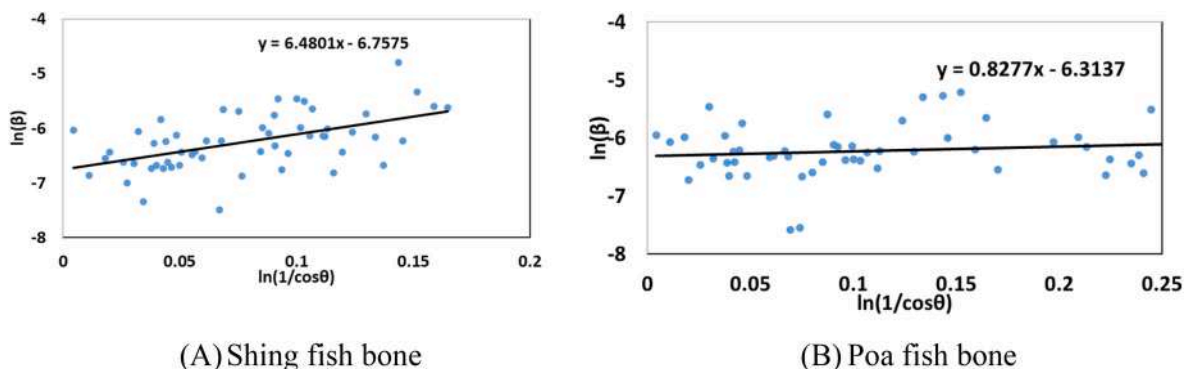 -4
y = 6.4801x - 6.7575
-5
ln(β)
-6
-7
-8
0
0.05
0.1
0.15
0.2
ln(1/cosθ)
(A) Shing fish bone
-4
y = 0.8277x - 6.3137
-5
ln(β)
-6
-7
-8
0
0.05
0.1
0.15
0.2
0.25
ln(1/cosθ)
(B) Poa fish bone